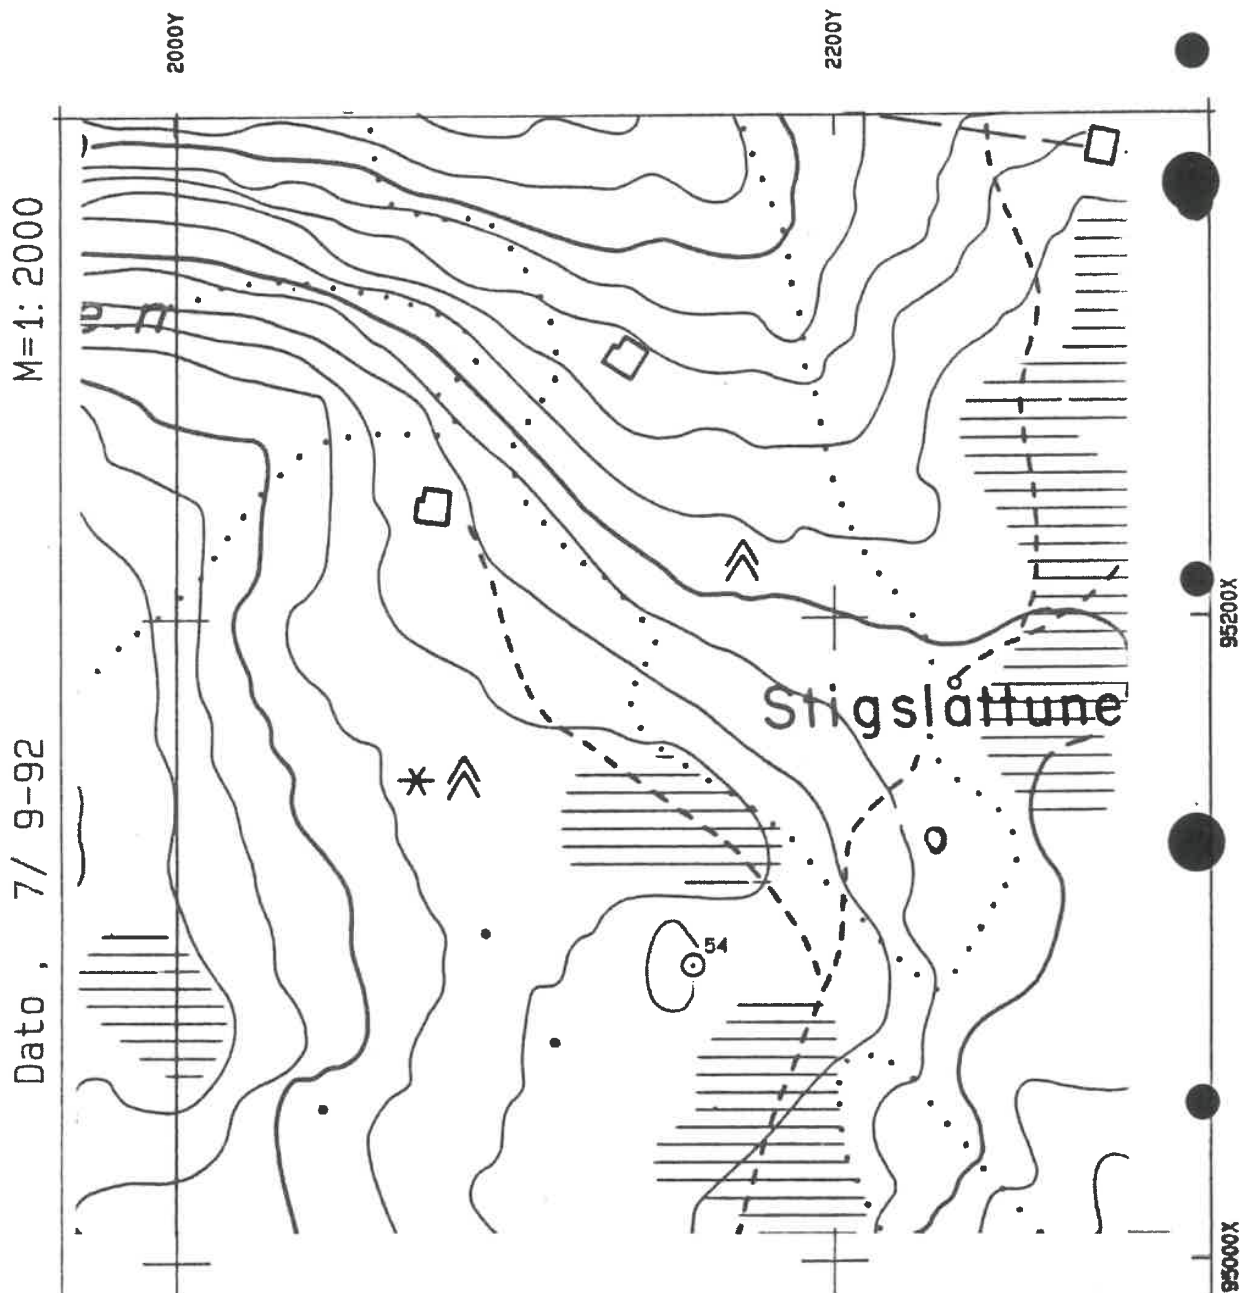 2000Y
2200Y
M=1:2000
Dato, 7/ 9-92
e.n
Stigslåttune
54
95200X
95000X